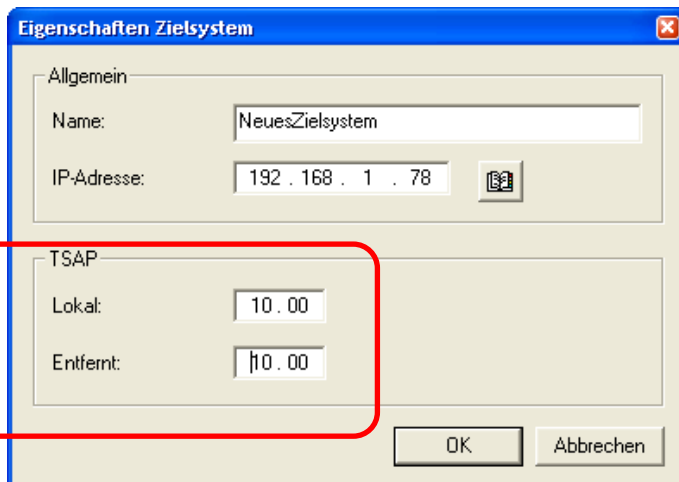 Eigenschaften Zielsystem
Allgemein
Name: NeuesZielsystem
IP-Adresse: 192 . 168 . 1 . 78
TSAP
Lokal: 10 . 00
Entfernt: 10 . 00
OK Abbrechen